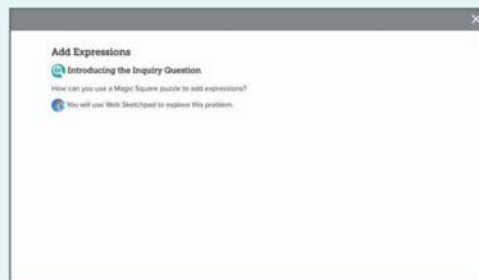 Add Expressions
Introducing the Inquiry Question
How can you use a Magic Square puzzle to add expressions?
You will use Web Sketchpad to explore this problem.